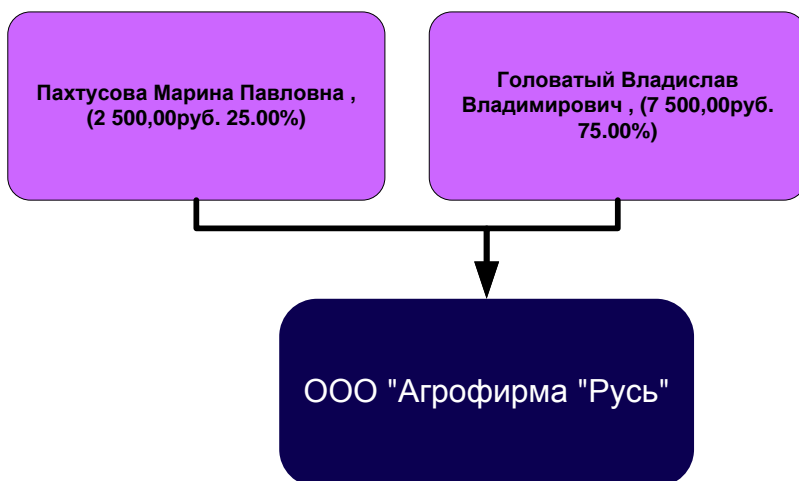 Пахтусова Марина Павловна ,
(2 500,00руб. 25.00%)
Головатый Владислав
Владимирович , (7 500,00руб.
75.00%)
ООО "Агрофирма "Русь"